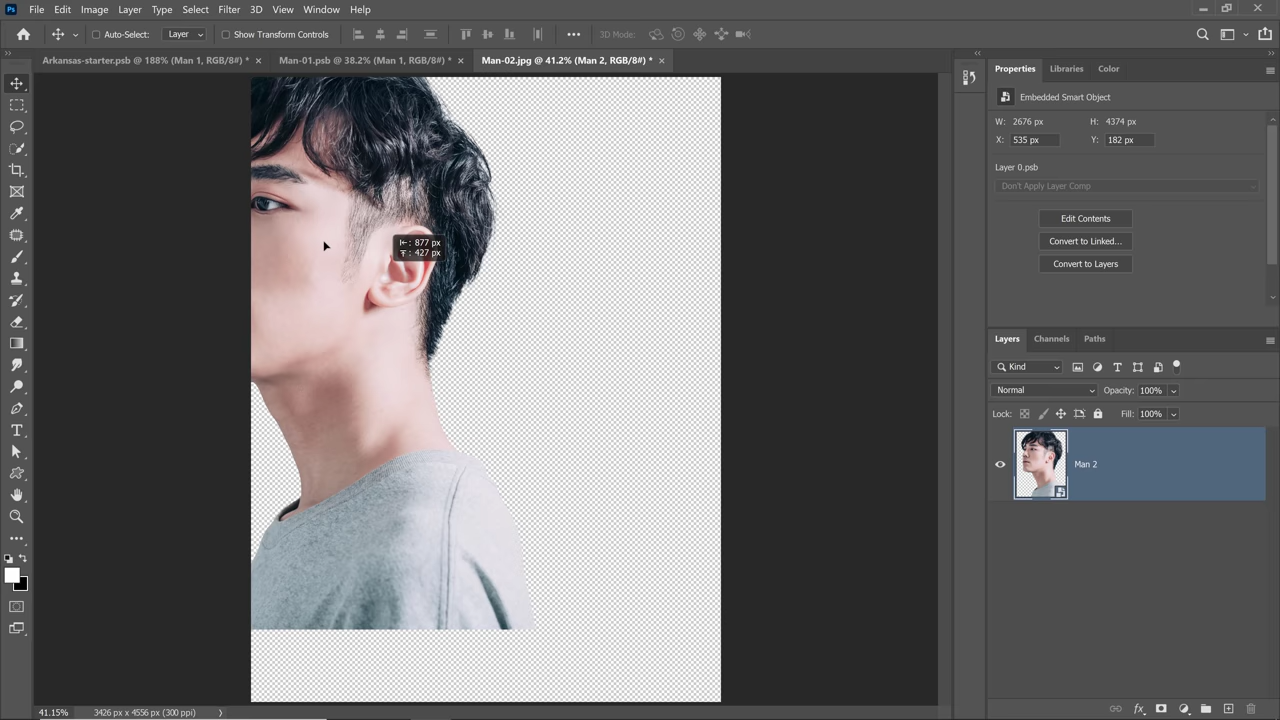 Ps File Edit Image Layer Type Select Filter 3D View Window Help
Auto-Select: Layer Show Transform Controls 3D Mode:
Arkansas-starter.psb @ 188% (Man 1, RGB/8#) * Man-01.psb @ 38.2% (Man 1, RGB/8#) * Man-02.jpg @ 41.2% (Man 2, RGB/8#) *
Properties Libraries Color
Embedded Smart Object
W: 2676 px H: 4374 px
X: 535 px Y: 182 px
Layer 0.psb
Don't Apply Layer Comp
Edit Contents
Convert to Linked...
Convert to Layers
: 877 px
: 427 px
Layers Channels Paths
Kind
Normal Opacity: 100%
Lock: Fill: 100%
Man 2
41.15% 3426 px x 4556 px (300 ppi)